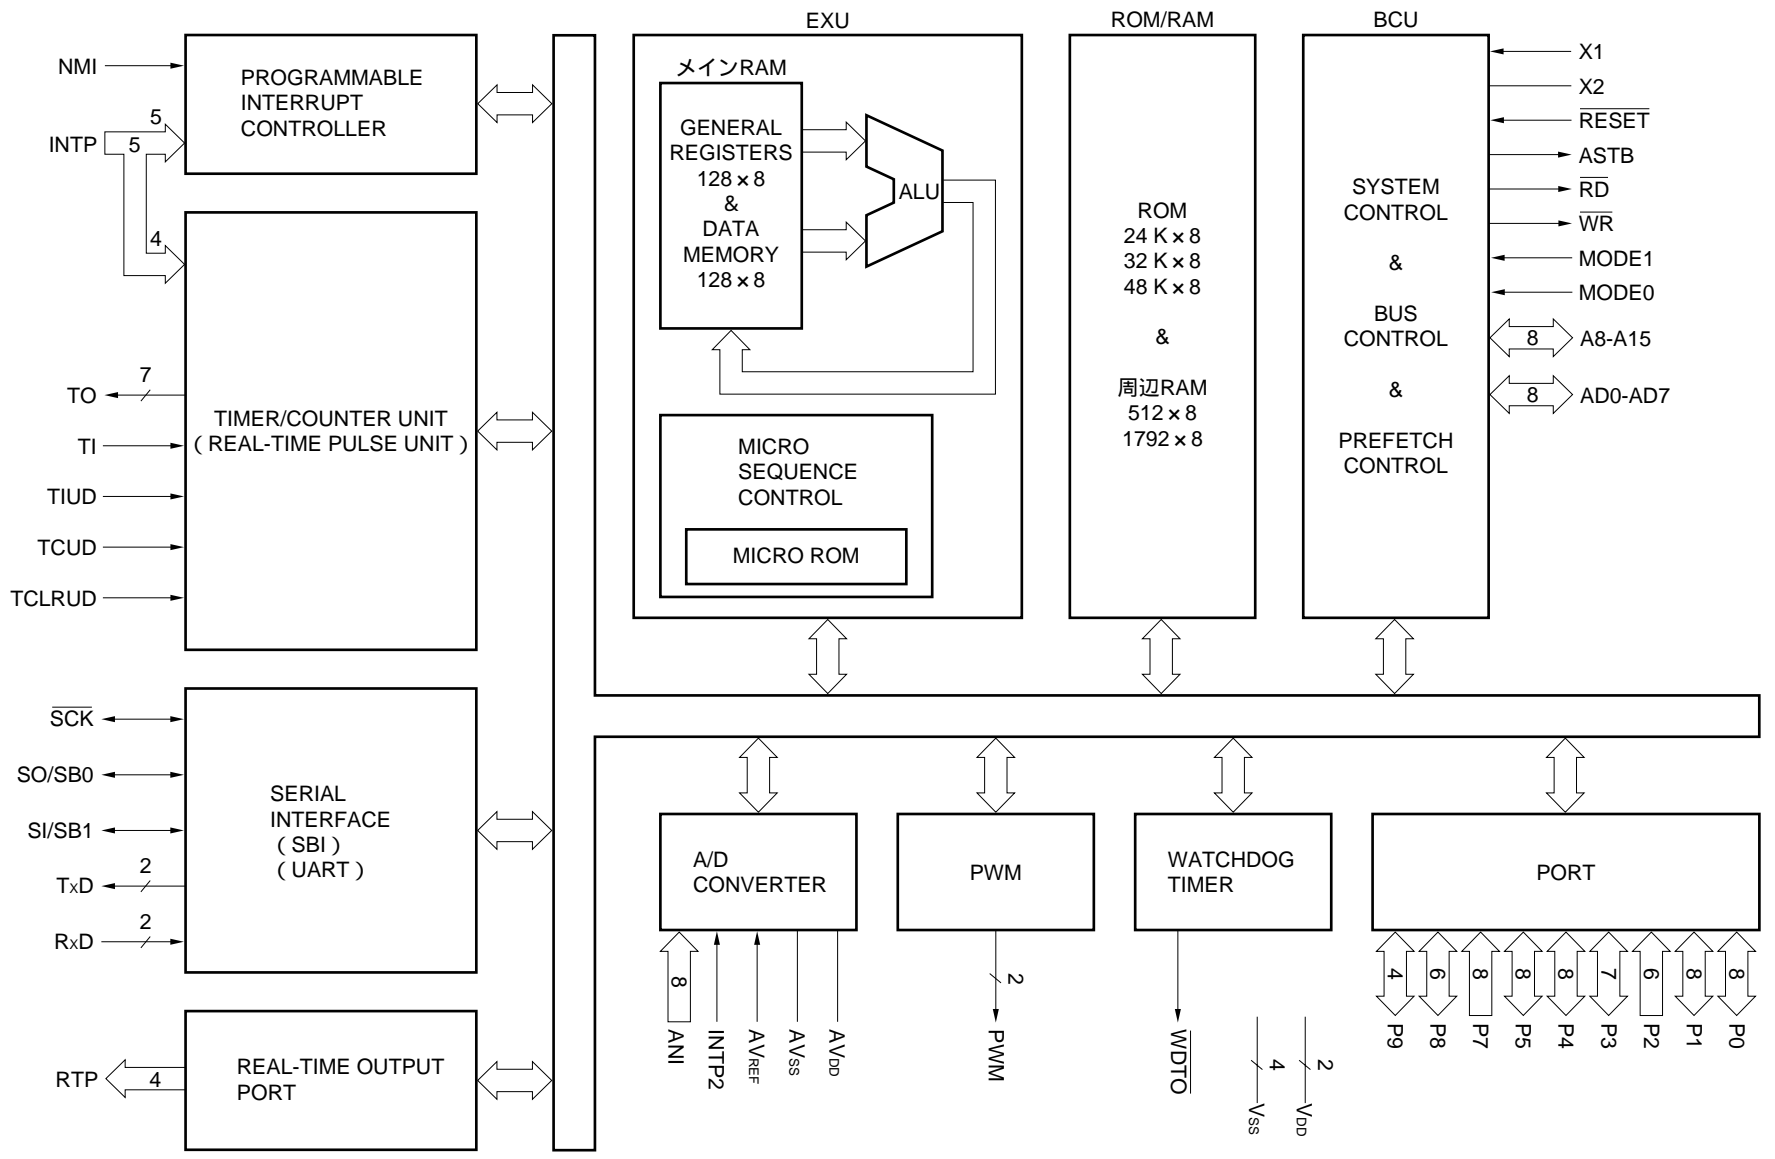 EXU
ROM/RAM
BCU
NMI
5
INTP
5
4
PROGRAMMABLE
INTERRUPT
CONTROLLER
TO
7
TI
TIUD
TCUD
TCLRUD
TIMER/COUNTER UNIT
( REAL-TIME PULSE UNIT )
SCK
SO/SB0
SI/SB1
TxD
2
RxD
2
SERIAL
INTERFACE
( SBI )
( UART )
RTP
4
REAL-TIME OUTPUT
PORT
メインRAM
GENERAL
REGISTERS
128 × 8
&
DATA
MEMORY
128 × 8
ALU
MICRO
SEQUENCE
CONTROL
MICRO ROM
ROM
24 K × 8
32 K × 8
48 K × 8
&
周辺RAM
512 × 8
1792 × 8
SYSTEM
CONTROL
&
BUS
CONTROL
&
PREFETCH
CONTROL
X1
X2
RESET
ASTB
RD
WR
MODE1
MODE0
8
A8-A15
8
AD0-AD7
A/D
CONVERTER
8
ANI
INTP2
AVREF
AVSS
AVDD
PWM
2
PWM
WATCHDOG
TIMER
WDTO
4
VSS
2
VDD
PORT
4
6
8
8
8
7
6
8
8
P9
P8
P7
P5
P4
P3
P2
P1
P0